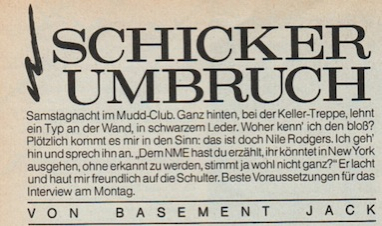 SCHICKER
UMBRUCH
Samstagnacht im Mudd-Club. Ganz hinten, bei der Keller-Treppe, lehnt
ein Typ an der Wand, in schwarzem Leder. Woher kenn' ich den bloß?
Plötzlich kommt es mir in den Sinn: das ist doch Nile Rodgers. Ich geh'
hin und sprech ihn an. „Dem NME hast du erzählt, ihr könntet in New York
ausgehen, ohne erkannt zu werden, stimmt ja wohl nicht ganz?“ Er lacht
und haut mir freundlich auf die Schulter. Beste Voraussetzungen für das
Interview am Montag.
VON BASEMENT JACK